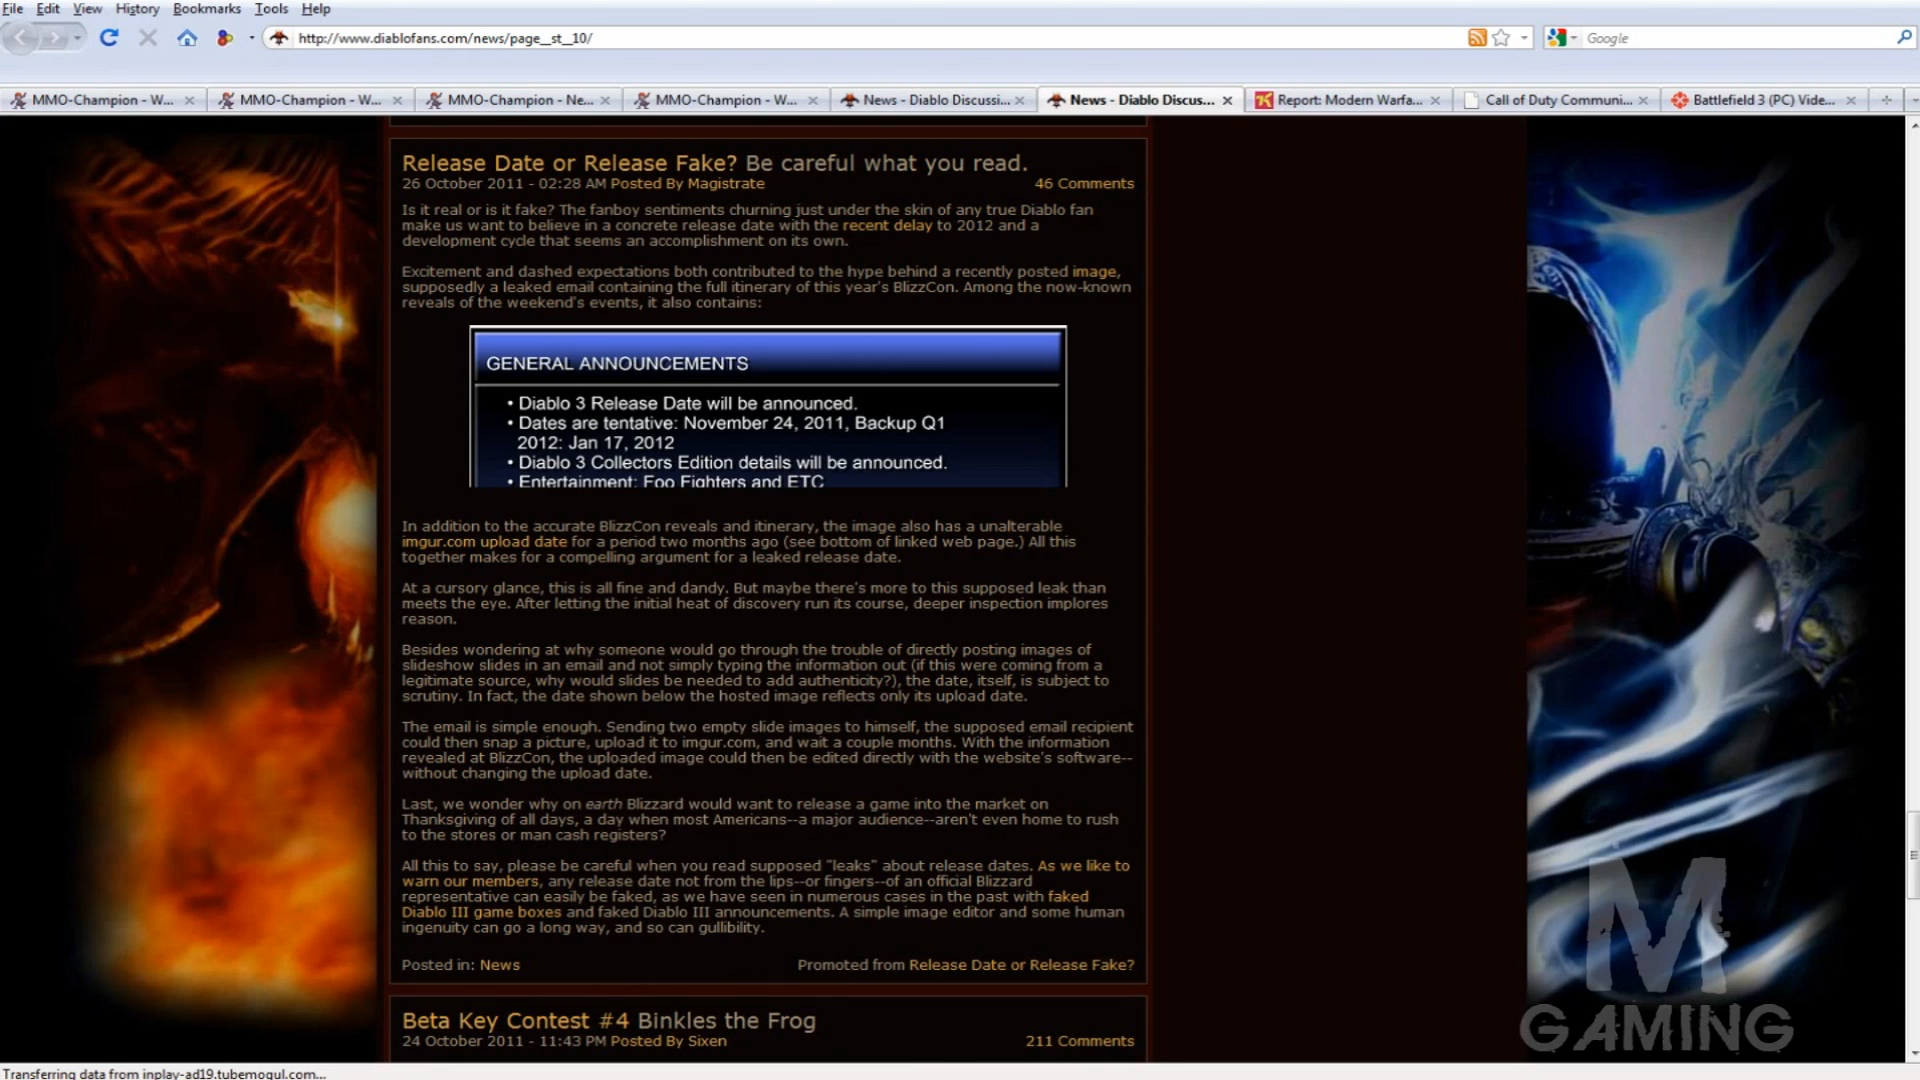 File Edit View History Bookmarks Tools Help
http://www.diablofans.com/news/page__st__10/
Google
MMO-Champion - W...
MMO-Champion - W...
MMO-Champion - Ne...
MMO-Champion - W...
News - Diablo Discussi...
News - Diablo Discus...
Report: Modern Warfa...
Call of Duty Communi...
Battlefield 3 (PC) Vide...
Release Date or Release Fake? Be careful what you read.
26 October 2011 - 02:28 AM Posted By Magistrate
46 Comments
Is it real or is it fake? The fanboy sentiments churning just under the skin of any true Diablo fan
make us want to believe in a concrete release date with the recent delay to 2012 and a
development cycle that seems an accomplishment on its own.
Excitement and dashed expectations both contributed to the hype behind a recently posted image,
supposedly a leaked email containing the full itinerary of this year's BlizzCon. Among the now-known
reveals of the weekend's events, it also contains:
GENERAL ANNOUNCEMENTS
• Diablo 3 Release Date will be announced.
• Dates are tentative: November 24, 2011, Backup Q1
2012: Jan 17, 2012
• Diablo 3 Collectors Edition details will be announced.
• Entertainment: Foo Fighters and ETC
In addition to the accurate BlizzCon reveals and itinerary, the image also has a unalterable
imgur.com upload date for a period two months ago (see bottom of linked web page.) All this
together makes for a compelling argument for a leaked release date.
At a cursory glance, this is all fine and dandy. But maybe there's more to this supposed leak than
meets the eye. After letting the initial heat of discovery run its course, deeper inspection implores
reason.
Besides wondering at why someone would go through the trouble of directly posting images of
slideshow slides in an email and not simply typing the information out (if this were coming from a
legitimate source, why would slides be needed to add authenticity?), the date, itself, is subject to
scrutiny. In fact, the date shown below the hosted image reflects only its upload date.
The email is simple enough. Sending two empty slide images to himself, the supposed email recipient
could then snap a picture, upload it to imgur.com, and wait a couple months. With the information
revealed at BlizzCon, the uploaded image could then be edited directly with the website's software--
without changing the upload date.
Last, we wonder why on earth Blizzard would want to release a game into the market on
Thanksgiving of all days, a day when most Americans--a major audience--aren't even home to rush
to the stores or man cash registers?
All this to say, please be careful when you read supposed "leaks" about release dates. As we like to
warn our members, any release date not from the lips--or fingers--of an official Blizzard
representative can easily be faked, as we have seen in numerous cases in the past with faked
Diablo III game boxes and faked Diablo III announcements. A simple image editor and some human
ingenuity can go a long way, and so can gullibility.
Posted in: News
Promoted from Release Date or Release Fake?
Beta Key Contest #4 Binkles the Frog
24 October 2011 - 11:43 PM Posted By Sixen
211 Comments
M
GAMING
Transferring data from inplay-ad19.tubemogul.com...